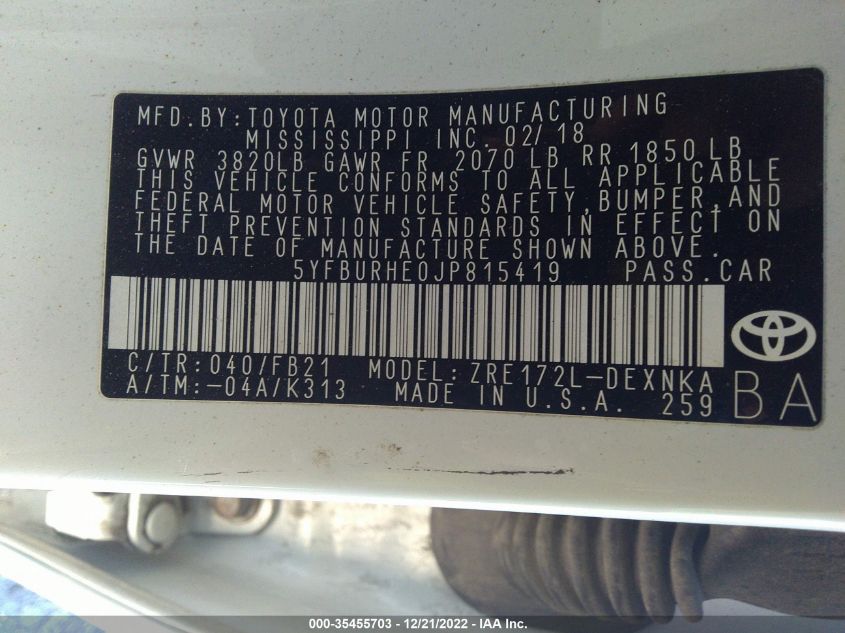 MFD.BY:TOYOTA MOTOR MANUFACTURING
MISSISSIPPI INC. 02/18
GVWR 3820LB GAWR FR 2070 LB RR 1850 LB
THIS VEHICLE CONFORMS TO ALL APPLICABLE
FEDERAL MOTOR VEHICLE SAFETY, BUMPER, AND
THEFT PREVENTION STANDARDS IN EFFECT ON
THE DATE OF MANUFACTURE SHOWN ABOVE.
5YFBURHE0JP815419 PASS.CAR
C/TR:040/FB21 MODEL:ZRE172L-DEXNKA
A/TM:-04A/K313 MADE IN U.S.A. 259
BA
000-35455703 - 12/21/2022 - IAA Inc.